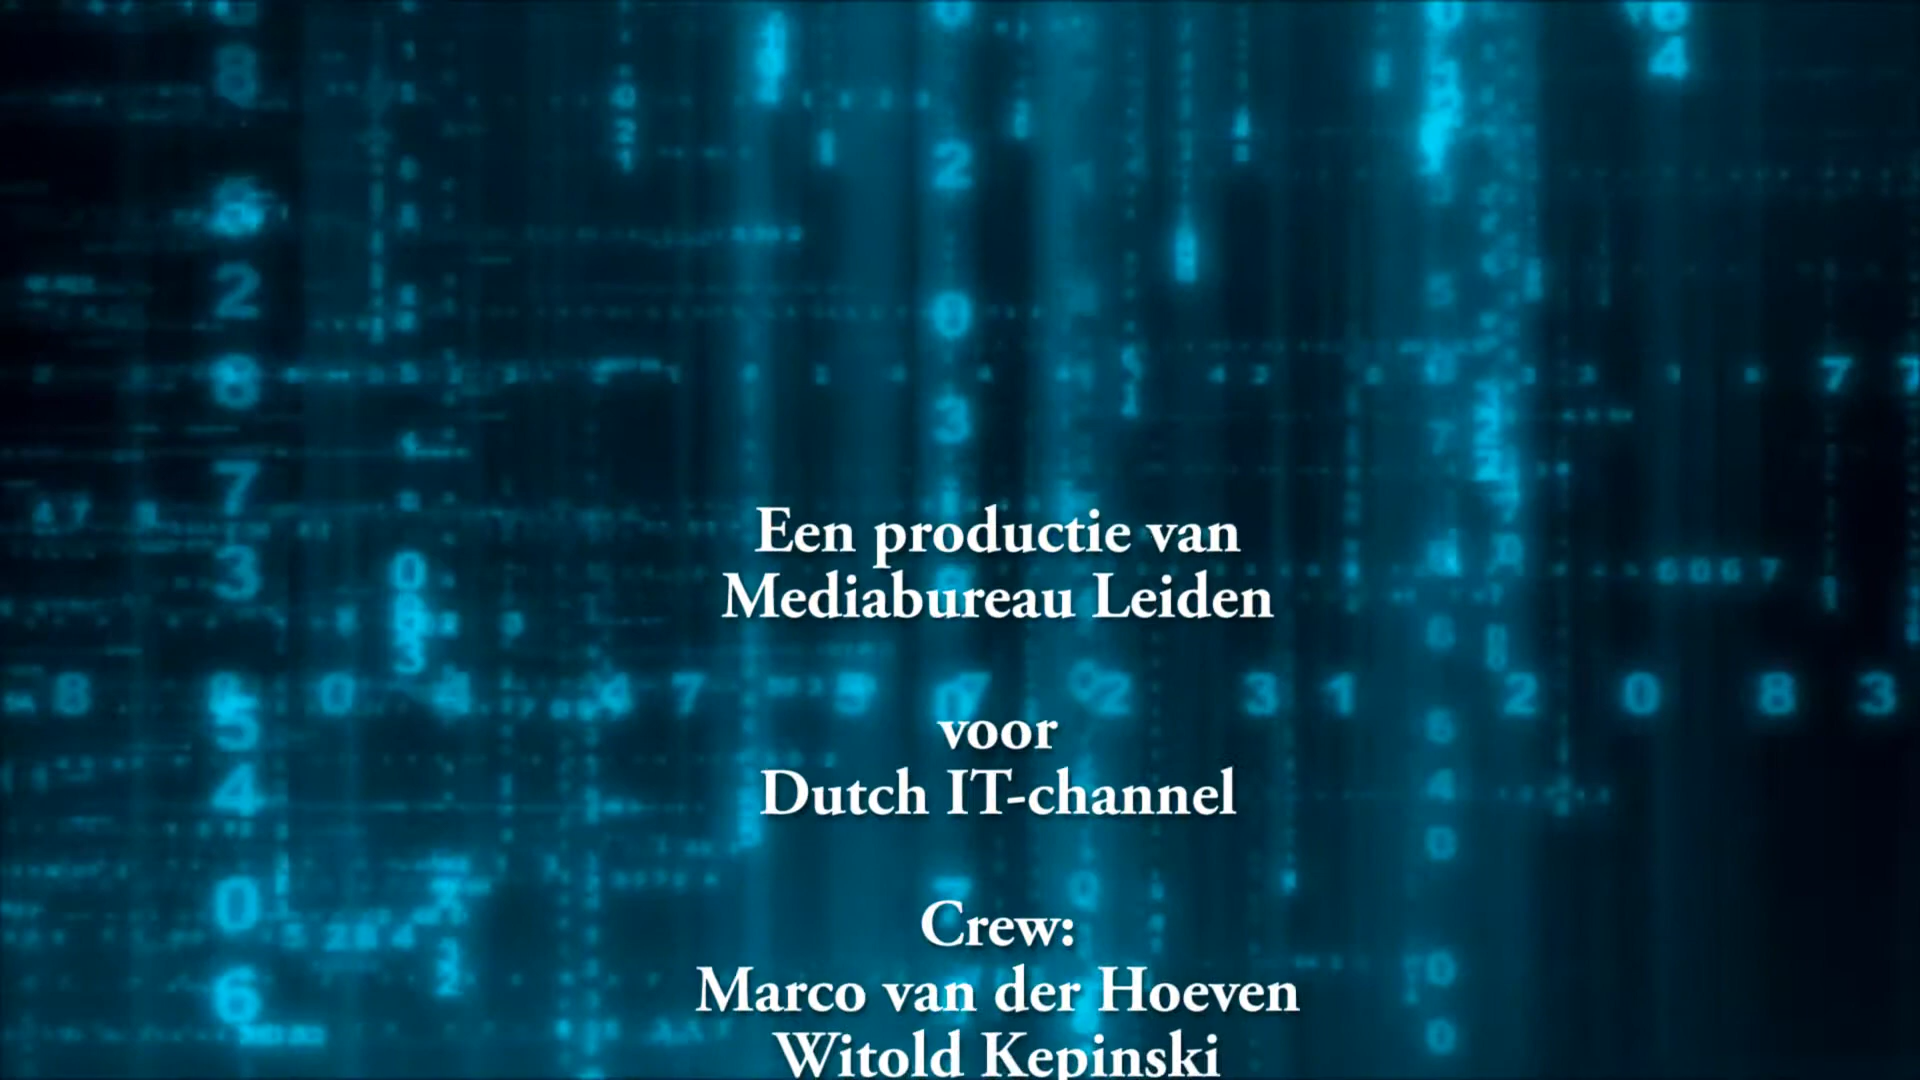 Een productie van
Mediabureau Leiden
voor
Dutch IT-channel
Crew:
Marco van der Hoeven
Witold Kepinski